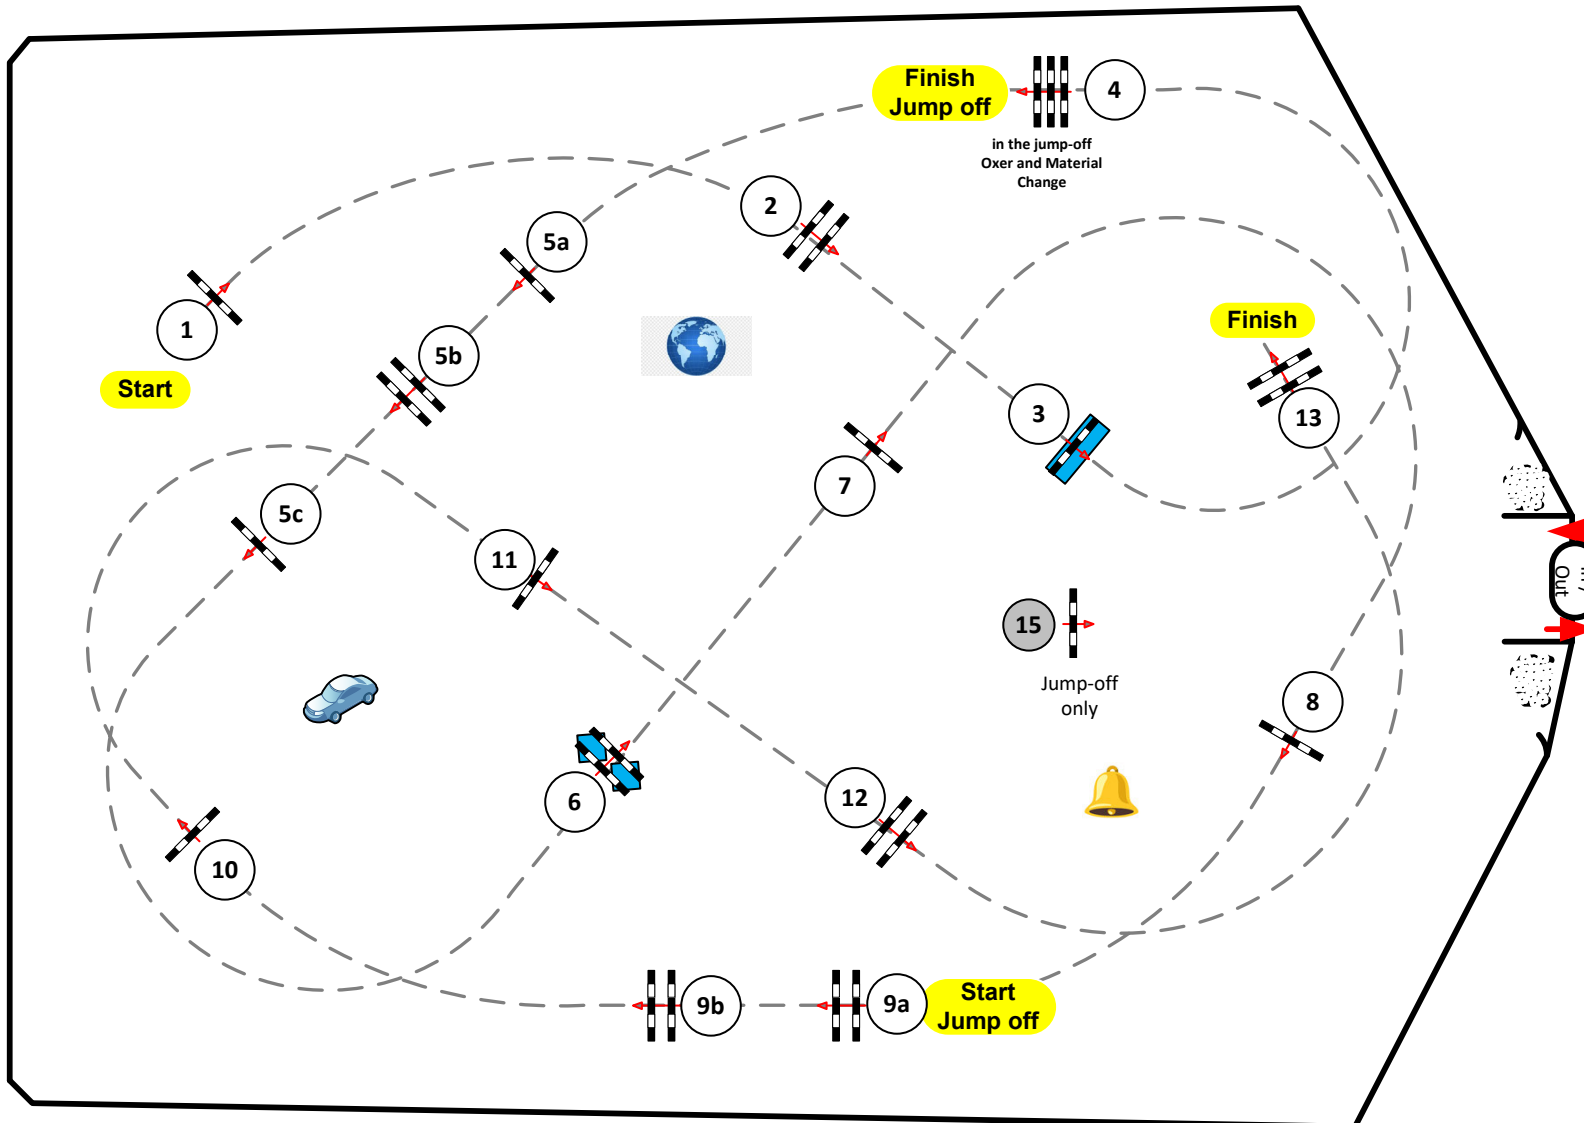 Finish
Jump off
4
in the jump-off
Oxer and Material
Change
2
5a
1
Finish
5b
Start
3
13
7
5c
11
In /
Out
15
Jump-off
only
8
12
6
10
9b
9a
Start
Jump off